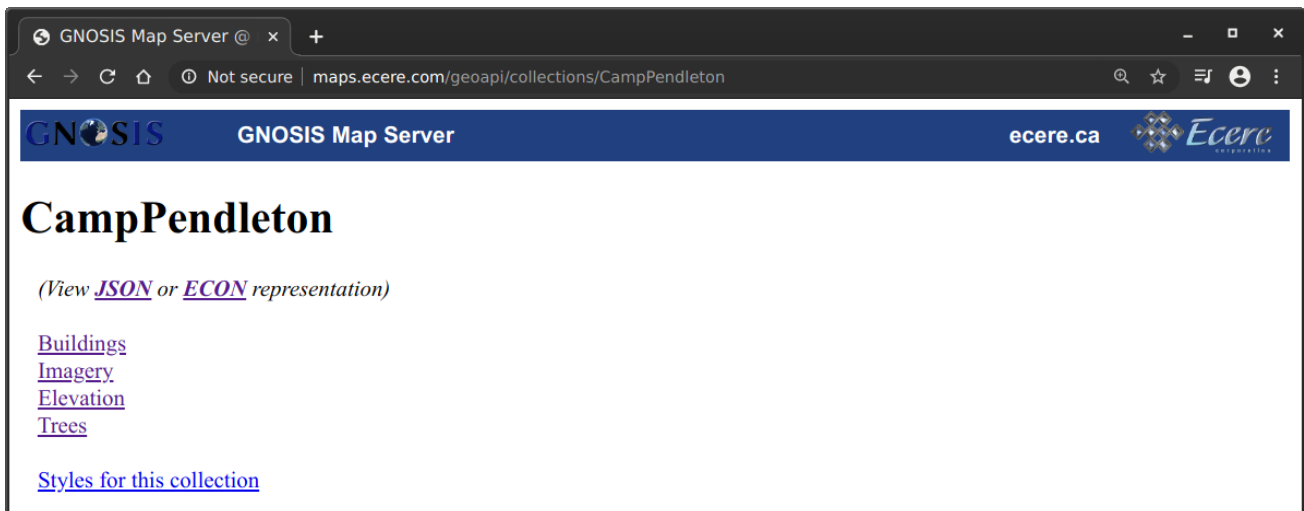 GNOSIS Map Server @
Not secure | maps.ecere.com/geoapi/collections/CampPendleton
GNOSIS GNOSIS Map Server ecere.ca Ecere corporation
CampPendleton
(View JSON or ECON representation)
Buildings
Imagery
Elevation
Trees
Styles for this collection